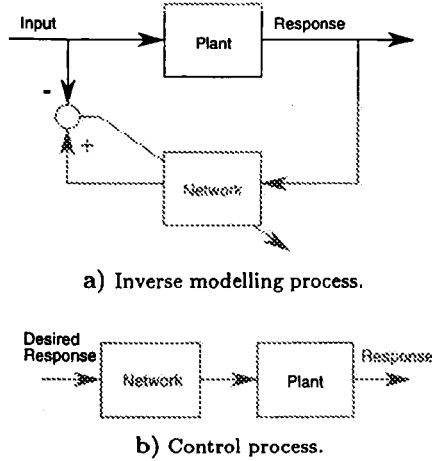 Input
Response
Plant
-
+
Network
a) Inverse modelling process.
Desired
Response
Response
Network
Plant
b) Control process.